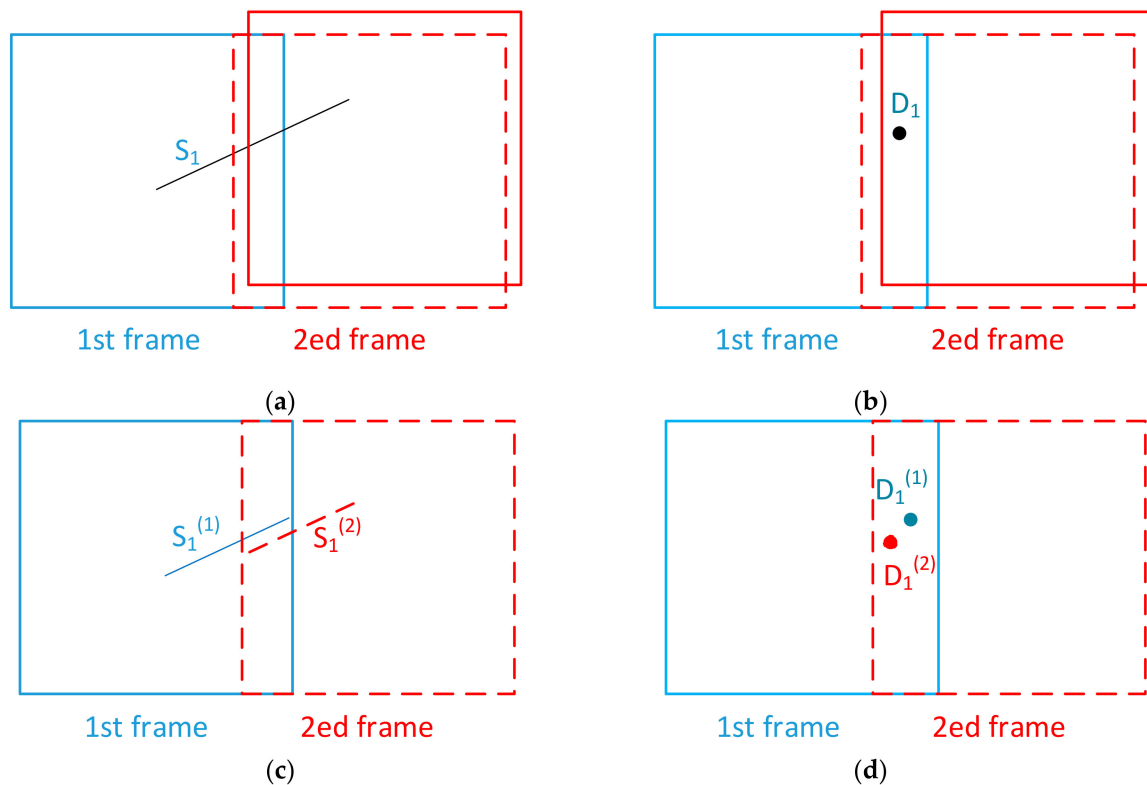 S₁
1st frame 2ed frame
(a)
D₁
1st frame 2ed frame
(b)
S₁⁽¹⁾ S₁⁽²⁾
1st frame 2ed frame
(c)
D₁⁽¹⁾
D₁⁽²⁾
1st frame 2ed frame
(d)